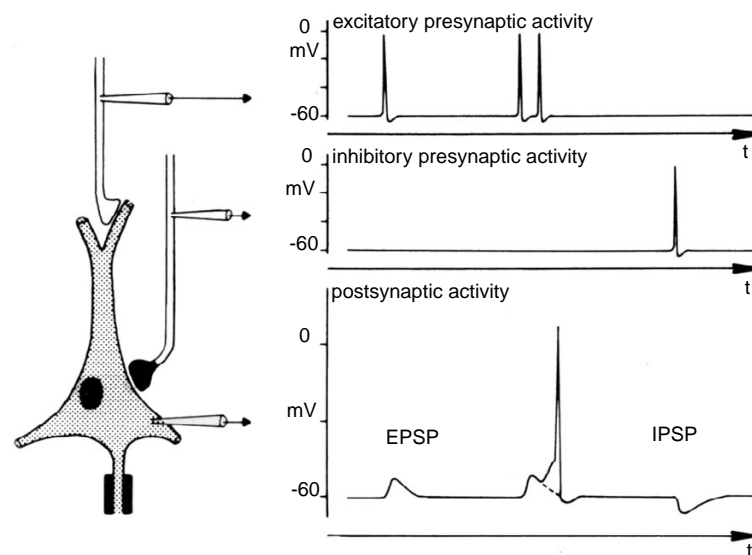 excitatory presynaptic activity
0
mV
-60
t
inhibitory presynaptic activity
0
mV
-60
t
postsynaptic activity
0
mV
EPSP
IPSP
-60
t